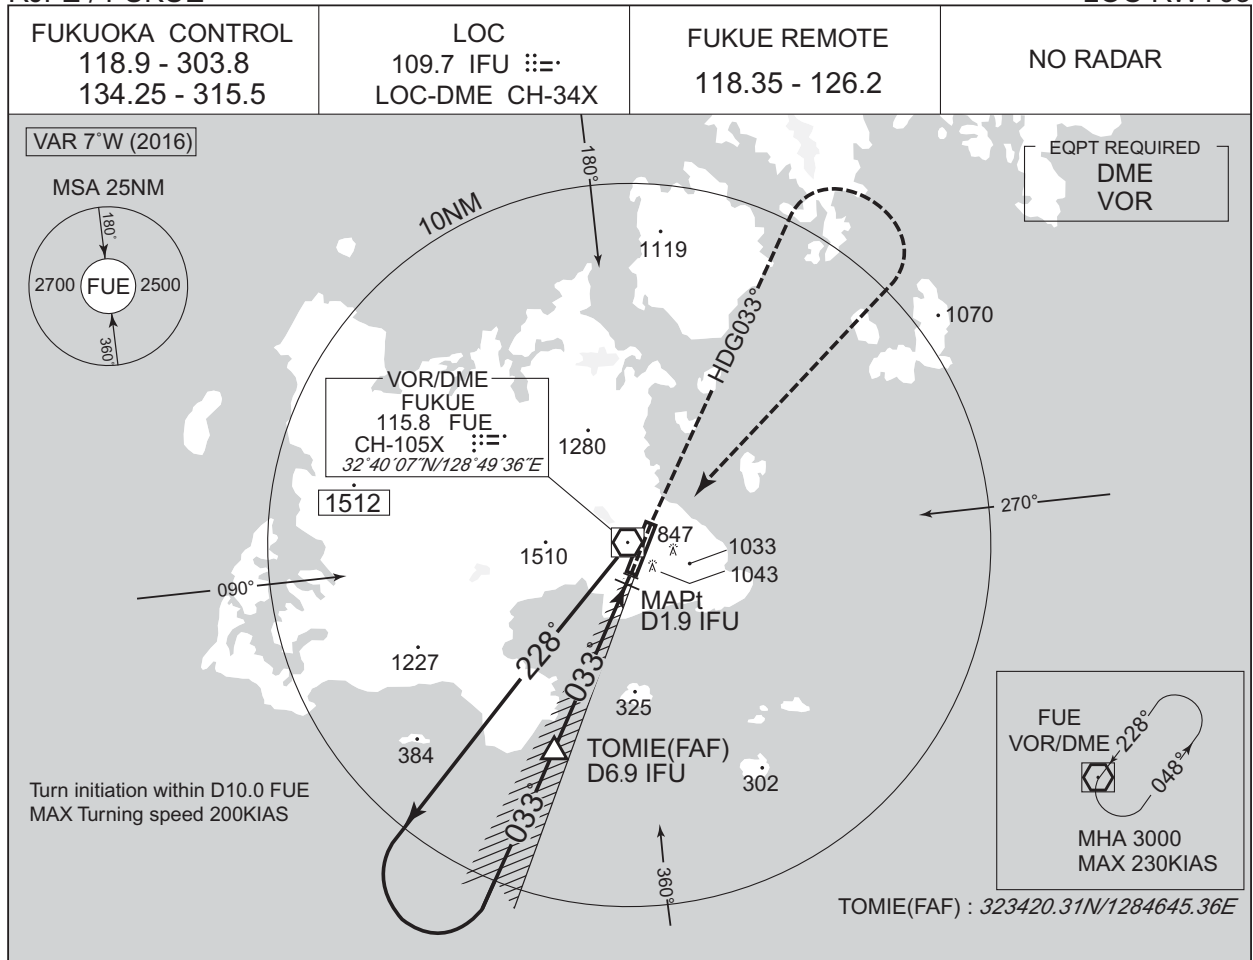 FUKUOKA CONTROL
118.9 - 303.8
134.25 - 315.5
LOC
109.7 IFU
LOC-DME CH-34X
FUKUE REMOTE
118.35 - 126.2
NO RADAR
VAR 7˚W (2016)
MSA 25NM
180˚
2700
FUE
2500
360˚
10NM
180°
EQPT REQUIRED
DME
VOR
1119
HDG033°
1070
VOR/DME
FUKUE
115.8 FUE
CH-105X
32˚40´07˝N/128˚49´36˝E
1280
1512
270°
1510
847
1033
1043
090°
MAPt
D1.9 IFU
228°
033°
1227
325
384
TOMIE(FAF)
D6.9 IFU
302
033°
Turn initiation within D10.0 FUE
MAX Turning speed 200KIAS
360°
FUE
VOR/DME
228°
048°
MHA 3000
MAX 230KIAS
TOMIE(FAF) : 323420.31N/1284645.36E